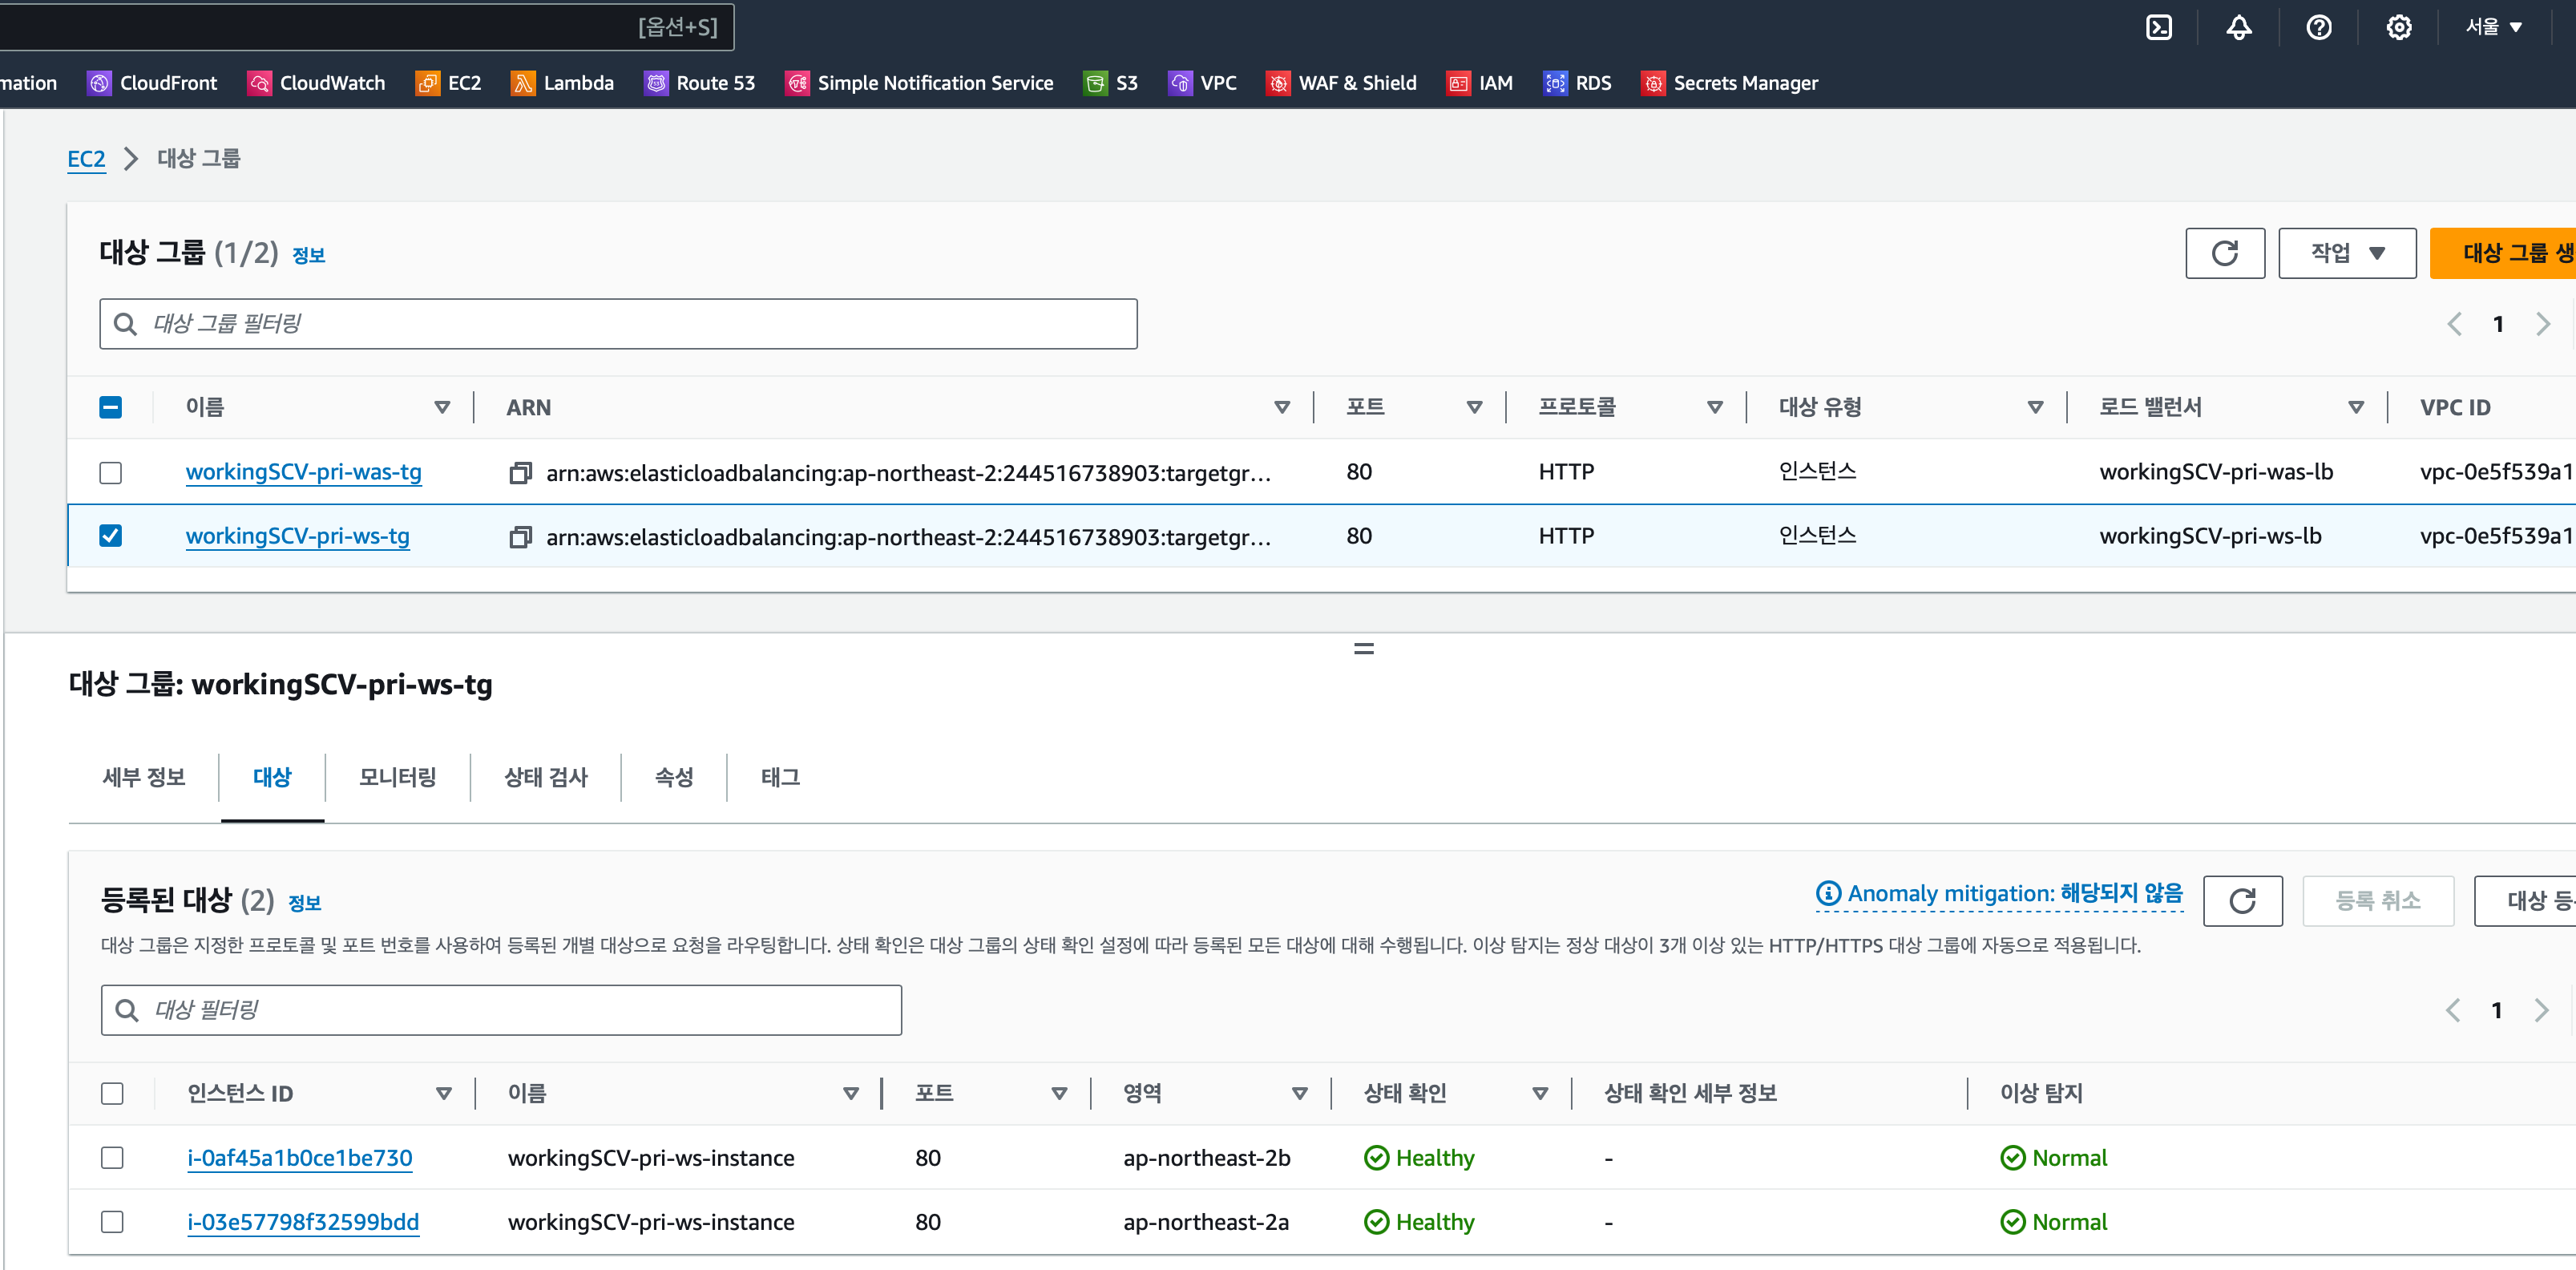 [옵션+S]
서울
mation CloudFront CloudWatch EC2 Lambda Route 53 Simple Notification Service S3 VPC WAF & Shield IAM RDS Secrets Manager
EC2 대상 그룹
대상 그룹 (1/2) 정보
작업
대상 그룹 생
대상 그룹 필터링
1
이름 ARN 포트 프로토콜 대상 유형 로드 밸런서 VPC ID
workingSCV-pri-was-tg arn:aws:elasticloadbalancing:ap-northeast-2:244516738903:targetgr... 80 HTTP 인스턴스 workingSCV-pri-was-lb vpc-0e5f539a1
workingSCV-pri-ws-tg arn:aws:elasticloadbalancing:ap-northeast-2:244516738903:targetgr... 80 HTTP 인스턴스 workingSCV-pri-ws-lb vpc-0e5f539a1
대상 그룹: workingSCV-pri-ws-tg
세부 정보 대상 모니터링 상태 검사 속성 태그
등록된 대상 (2) 정보
Anomaly mitigation: 해당되지 않음
등록 취소
대상 등
대상 그룹은 지정한 프로토콜 및 포트 번호를 사용하여 등록된 개별 대상으로 요청을 라우팅합니다. 상태 확인은 대상 그룹의 상태 확인 설정에 따라 등록된 모든 대상에 대해 수행됩니다. 이상 탐지는 정상 대상이 3개 이상 있는 HTTP/HTTPS 대상 그룹에 자동으로 적용됩니다.
대상 필터링
1
인스턴스 ID 이름 포트 영역 상태 확인 상태 확인 세부 정보 이상 탐지
i-0af45a1b0ce1be730 workingSCV-pri-ws-instance 80 ap-northeast-2b Healthy - Normal
i-03e57798f32599bdd workingSCV-pri-ws-instance 80 ap-northeast-2a Healthy - Normal